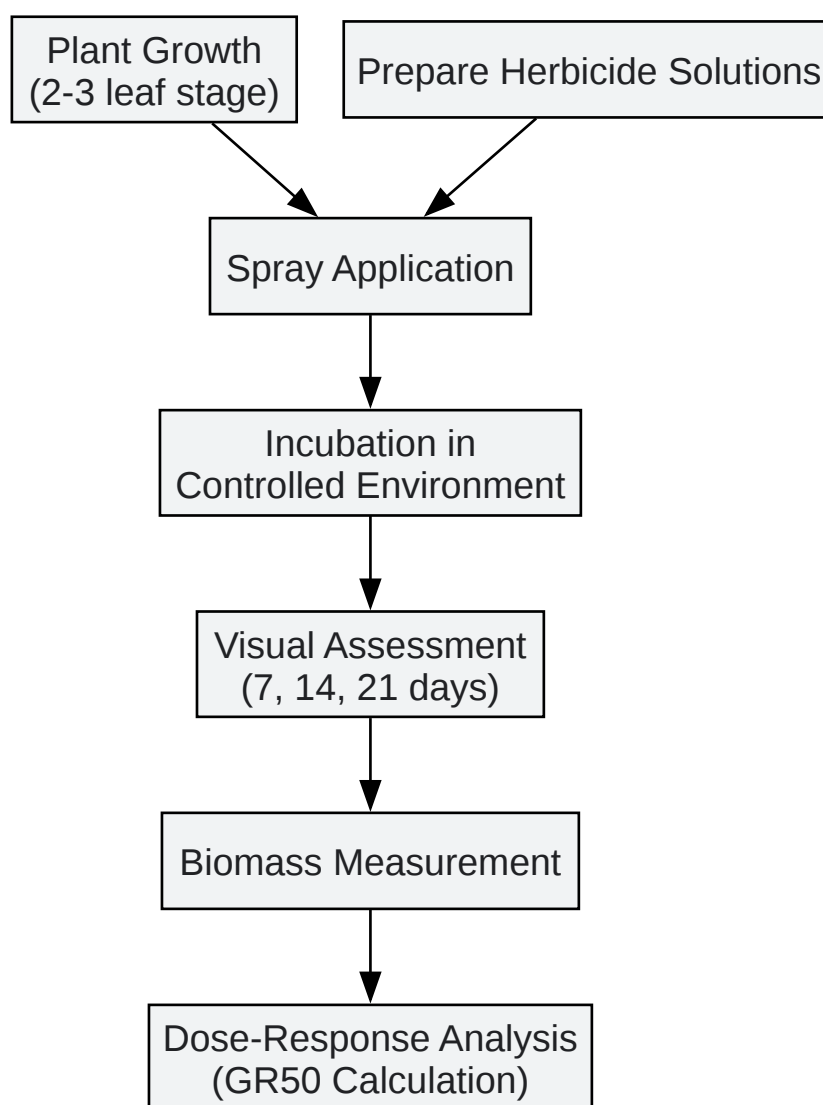 Plant Growth
(2-3 leaf stage)
Prepare Herbicide Solutions
Spray Application
Incubation in
Controlled Environment
Visual Assessment
(7, 14, 21 days)
Biomass Measurement
Dose-Response Analysis
(GR50 Calculation)